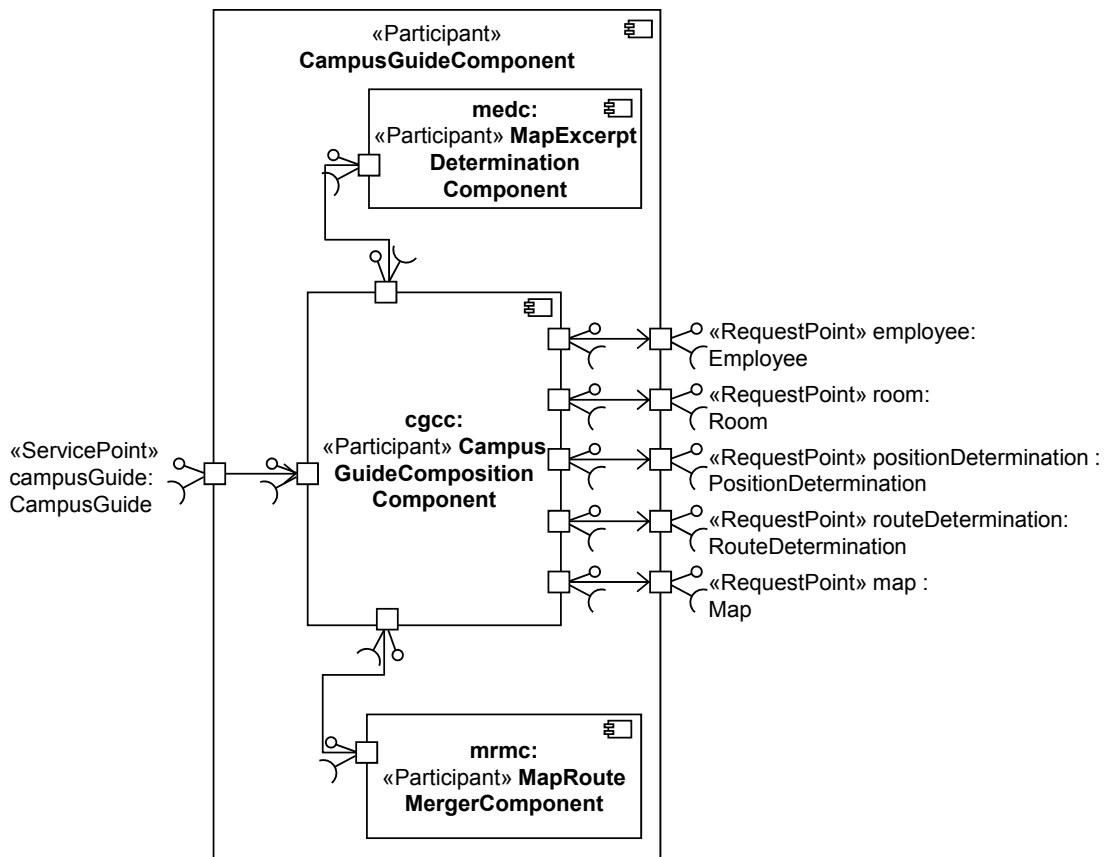 «Participant»
CampusGuideComponent
medc:
«Participant» MapExcerpt
Determination
Component
cgcc:
«Participant» Campus
GuideComposition
Component
«ServicePoint»
campusGuide:
CampusGuide
«RequestPoint» employee:
Employee
«RequestPoint» room:
Room
«RequestPoint» positionDetermination :
PositionDetermination
«RequestPoint» routeDetermination:
RouteDetermination
«RequestPoint» map :
Map
mrmc:
«Participant» MapRoute
MergerComponent